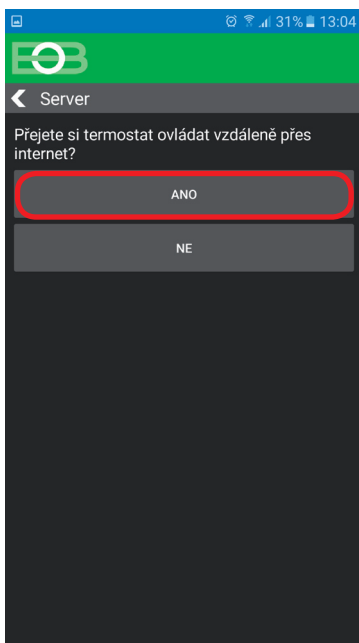 31% 13:04
EOB
Server
Přejete si termostat ovládat vzdáleně přes
internet?
ANO
NE